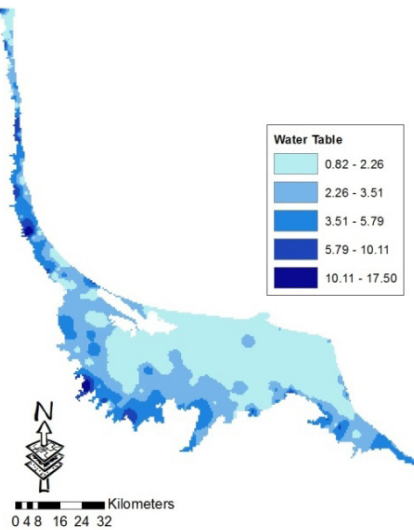 Water Table
0.82 - 2.26
2.26 - 3.51
3.51 - 5.79
5.79 - 10.11
10.11 - 17.50
N
Kilometers
0 4 8 16 24 32